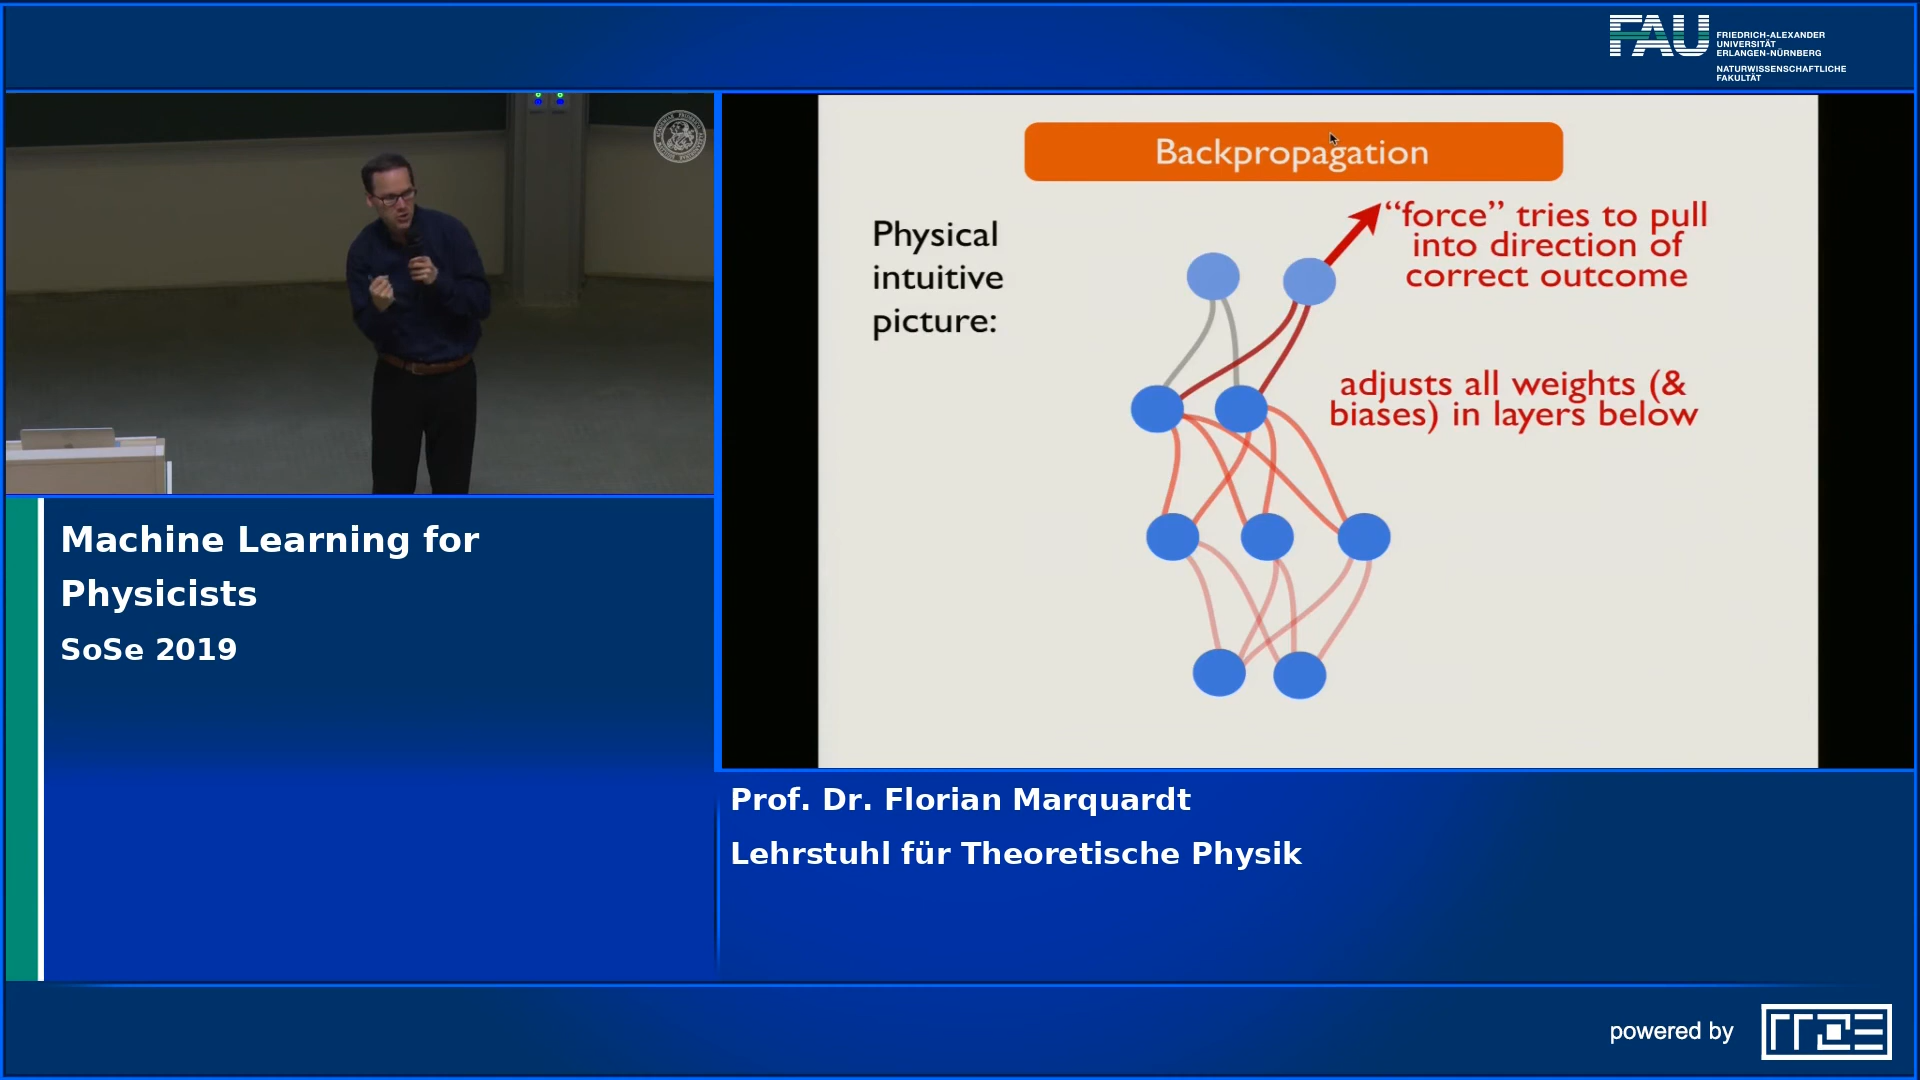 FAU
FRIEDRICH-ALEXANDER
UNIVERSITÄT
ERLANGEN-NÜRNBERG
NATURWISSENSCHAFTLICHE
FAKULTÄT
Backpropagation
Physical
intuitive
picture:
“force” tries to pull
into direction of
correct outcome
adjusts all weights (&
biases) in layers below
Machine Learning for
Physicists
SoSe 2019
Prof. Dr. Florian Marquardt
Lehrstuhl für Theoretische Physik
powered by
rrze